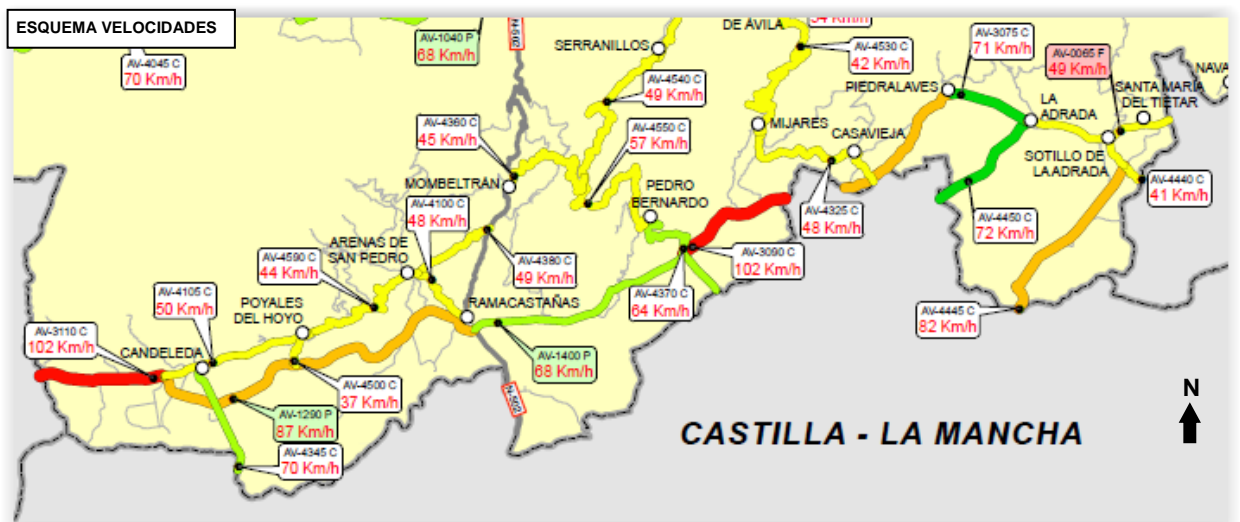 ESQUEMA VELOCIDADES
AV-4045 C
70 Km/h
AV-1040 P
68 Km/h
N-502
SERRANILLOS
DE ÁVILA
54 Km/h
AV-4530 C
42 Km/h
AV-3075 C
71 Km/h
AV-0065 F
49 Km/h
NAVA
AV-4540 C
49 Km/h
PIEDRALAVES
SANTA MARÍA
DEL TIETAR
LA
ADRADA
AV-4360 C
45 Km/h
AV-4550 C
57 Km/h
MIJARES
CASAVIEJA
SOTILLO DE
LA ADRADA
MOMBELTRÁN
PEDRO
BERNARDO
AV-4440 C
41 Km/h
AV-4100 C
48 Km/h
AV-4325 C
48 Km/h
AV-4450 C
72 Km/h
ARENAS DE
SAN PEDRO
AV-4590 C
44 Km/h
AV-4380 C
49 Km/h
AV-3090 C
102 Km/h
AV-4105 C
50 Km/h
POYALES
DEL HOYO
RAMACASTAÑAS
AV-4370 C
64 Km/h
AV-4445 C
82 Km/h
AV-3110 C
102 Km/h
CANDELEDA
AV-1400 P
68 Km/h
AV-4500 C
37 Km/h
N-502
AV-1290 P
87 Km/h
N
CASTILLA - LA MANCHA
AV-4345 C
70 Km/h